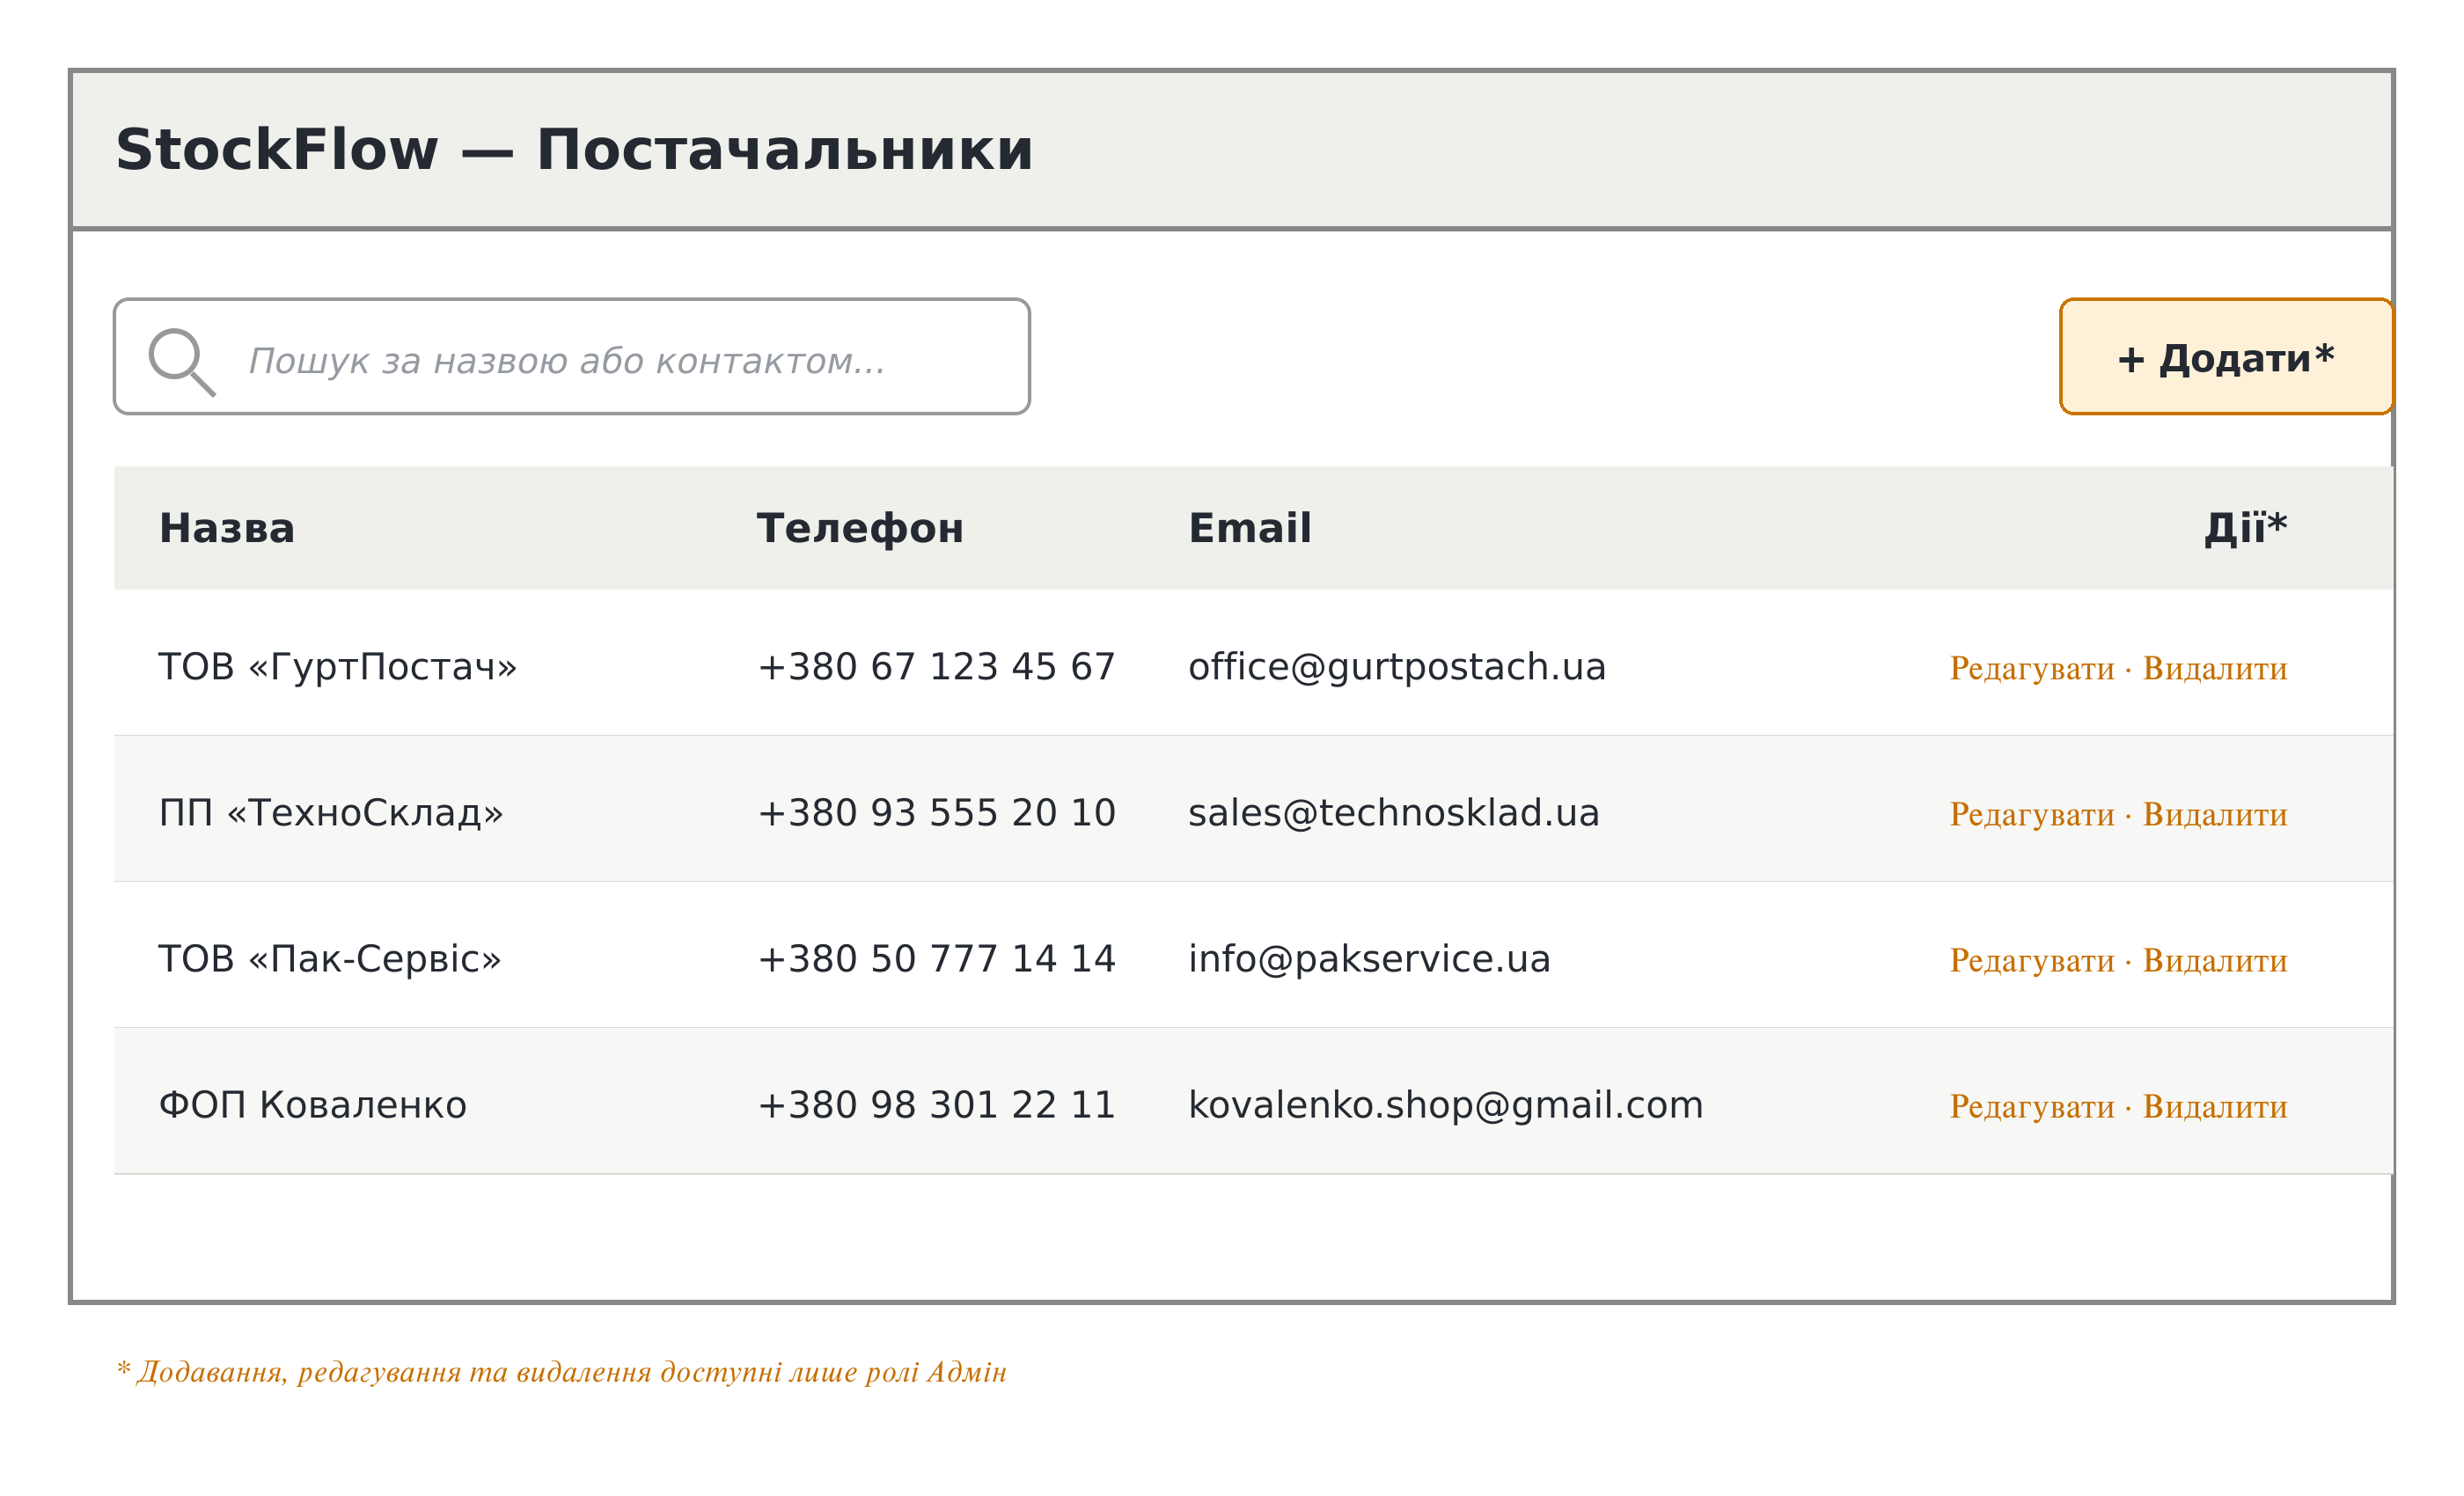 StockFlow — Постачальники
Пошук за назвою або контактом...
+ Додати*
Назва Телефон Email Дії*
ТОВ «ГуртПостач» +380 67 123 45 67 office@gurtpostach.ua Редагувати · Видалити
ПП «ТехноСклад» +380 93 555 20 10 sales@technosklad.ua Редагувати · Видалити
ТОВ «Пак-Сервіс» +380 50 777 14 14 info@pakservice.ua Редагувати · Видалити
ФОП Коваленко +380 98 301 22 11 kovalenko.shop@gmail.com Редагувати · Видалити
* Додавання, редагування та видалення доступні лише ролі Адмін